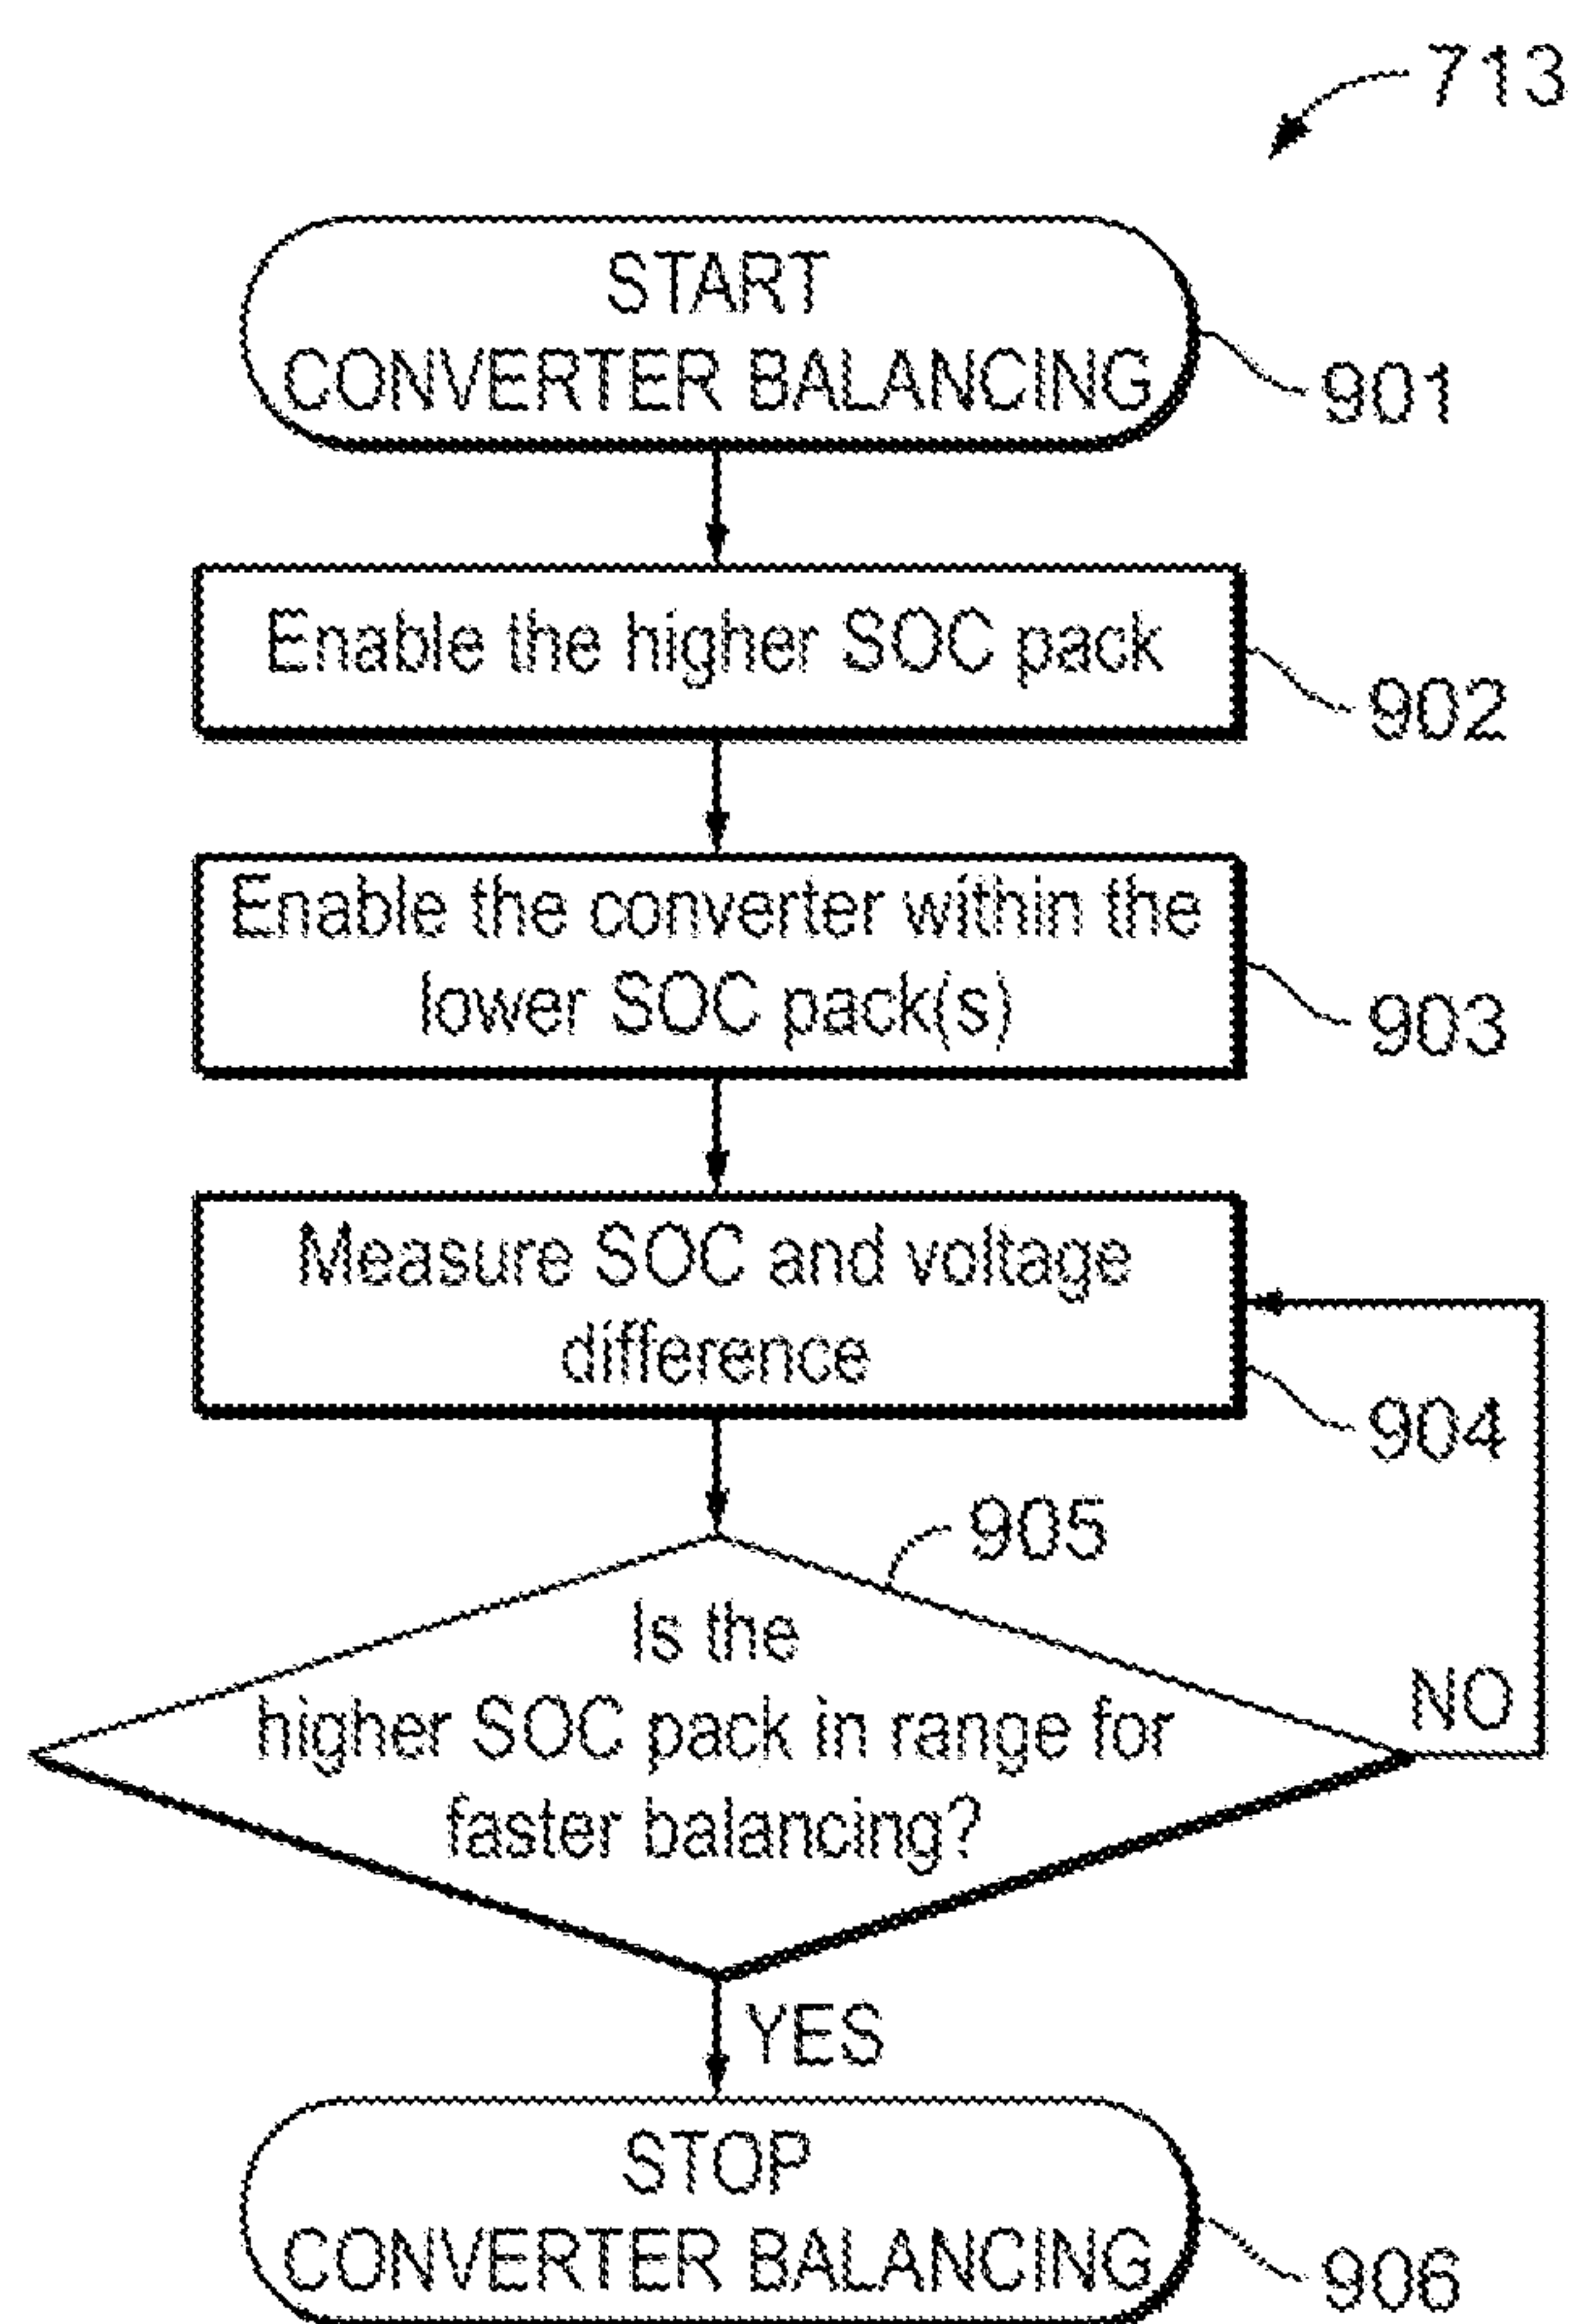 713
START
CONVERTER BALANCING
901
Enable the higher SOC pack
902
Enable the converter within the
lower SOC pack(s)
903
Measure SOC and voltage
difference
904
905
Is the
higher SOC pack in range for
faster balancing?
NO
YES
STOP
CONVERTER BALANCING
906